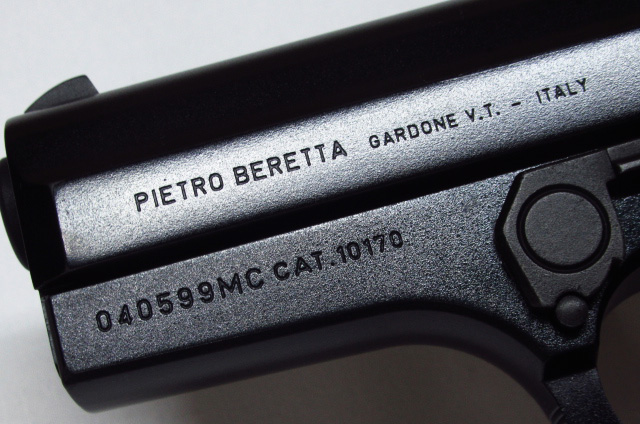 PIETRO BERETTA GARDONE V.T. - ITALY
040599MC CAT.10170